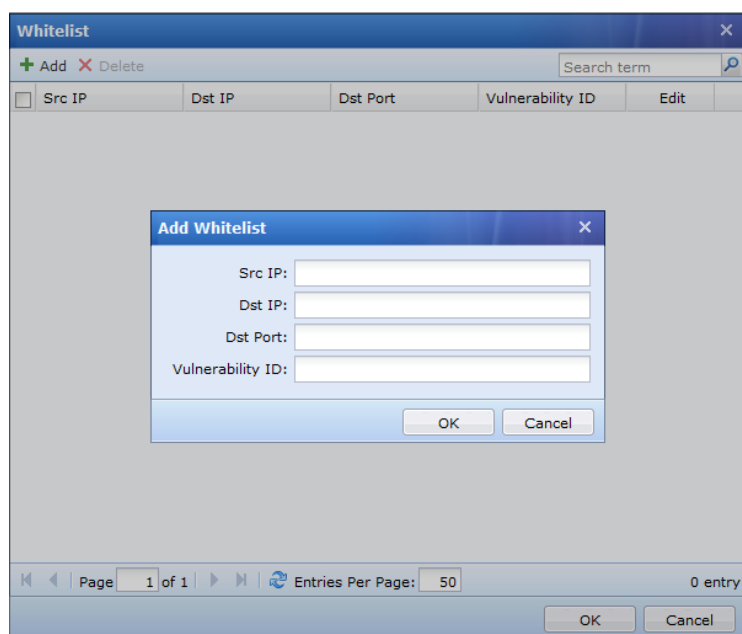 Whitelist
Add Delete Search term
Src IP Dst IP Dst Port Vulnerability ID Edit
Add Whitelist
Src IP:
Dst IP:
Dst Port:
Vulnerability ID:
OK Cancel
Page 1 of 1 Entries Per Page: 50 0 entry
OK Cancel